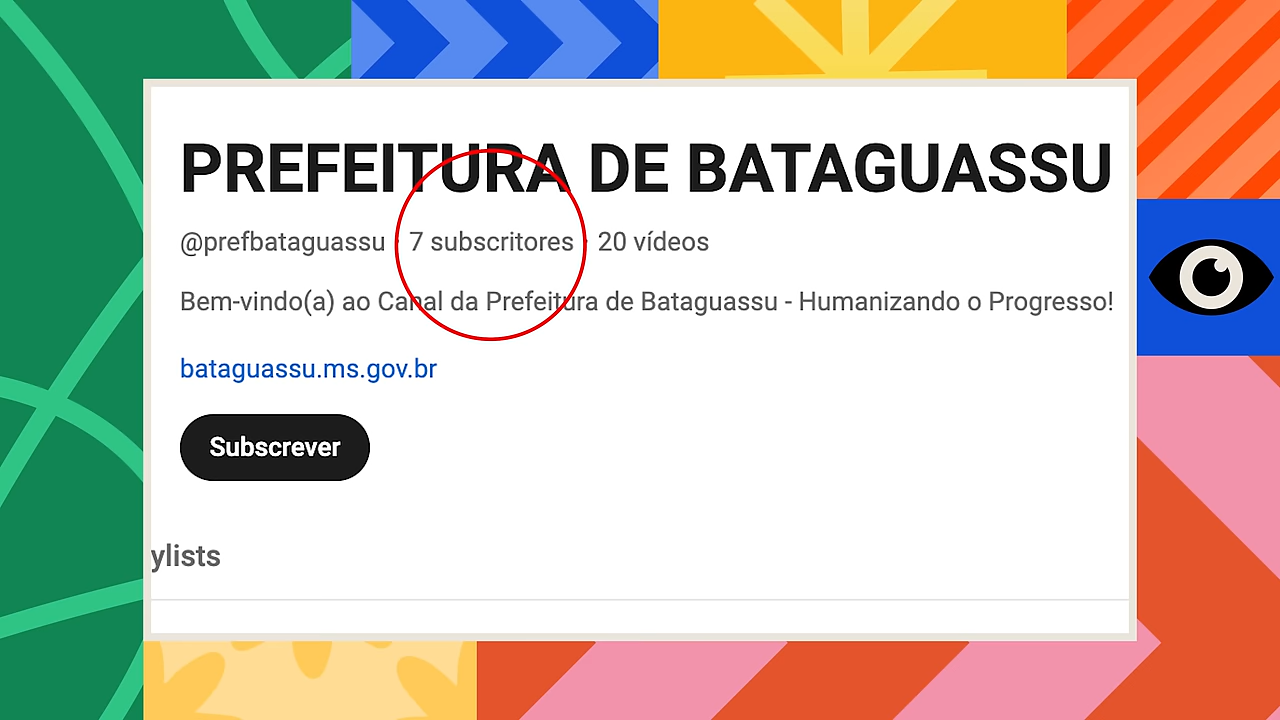 PREFEITURA DE BATAGUASSU
@prefbataguassu · 7 subscritores · 20 vídeos
Bem-vindo(a) ao Canal da Prefeitura de Bataguassu - Humanizando o Progresso!
bataguassu.ms.gov.br
Subscrever
ylists